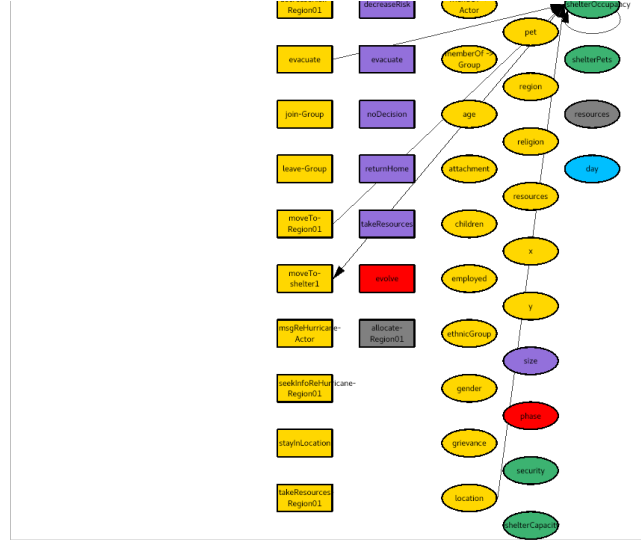 Region01
decreaseRisk
Actor
shelterOccupancy
pet
evacuate
evacuate
memberOf->
Group
shelterPets
region
join-Group
noDecision
age
resources
religion
leave-Group
returnHome
attachment
day
resources
moveTo-
Region01
takeResources
children
x
moveTo-
shelter1
evolve
employed
y
msgReHurricane-
Actor
allocate-
Region01
ethnicGroup
size
seekInfoReHurricane-
Region01
gender
phase
stayInLocation
grievance
security
takeResources-
Region01
location
shelterCapacity